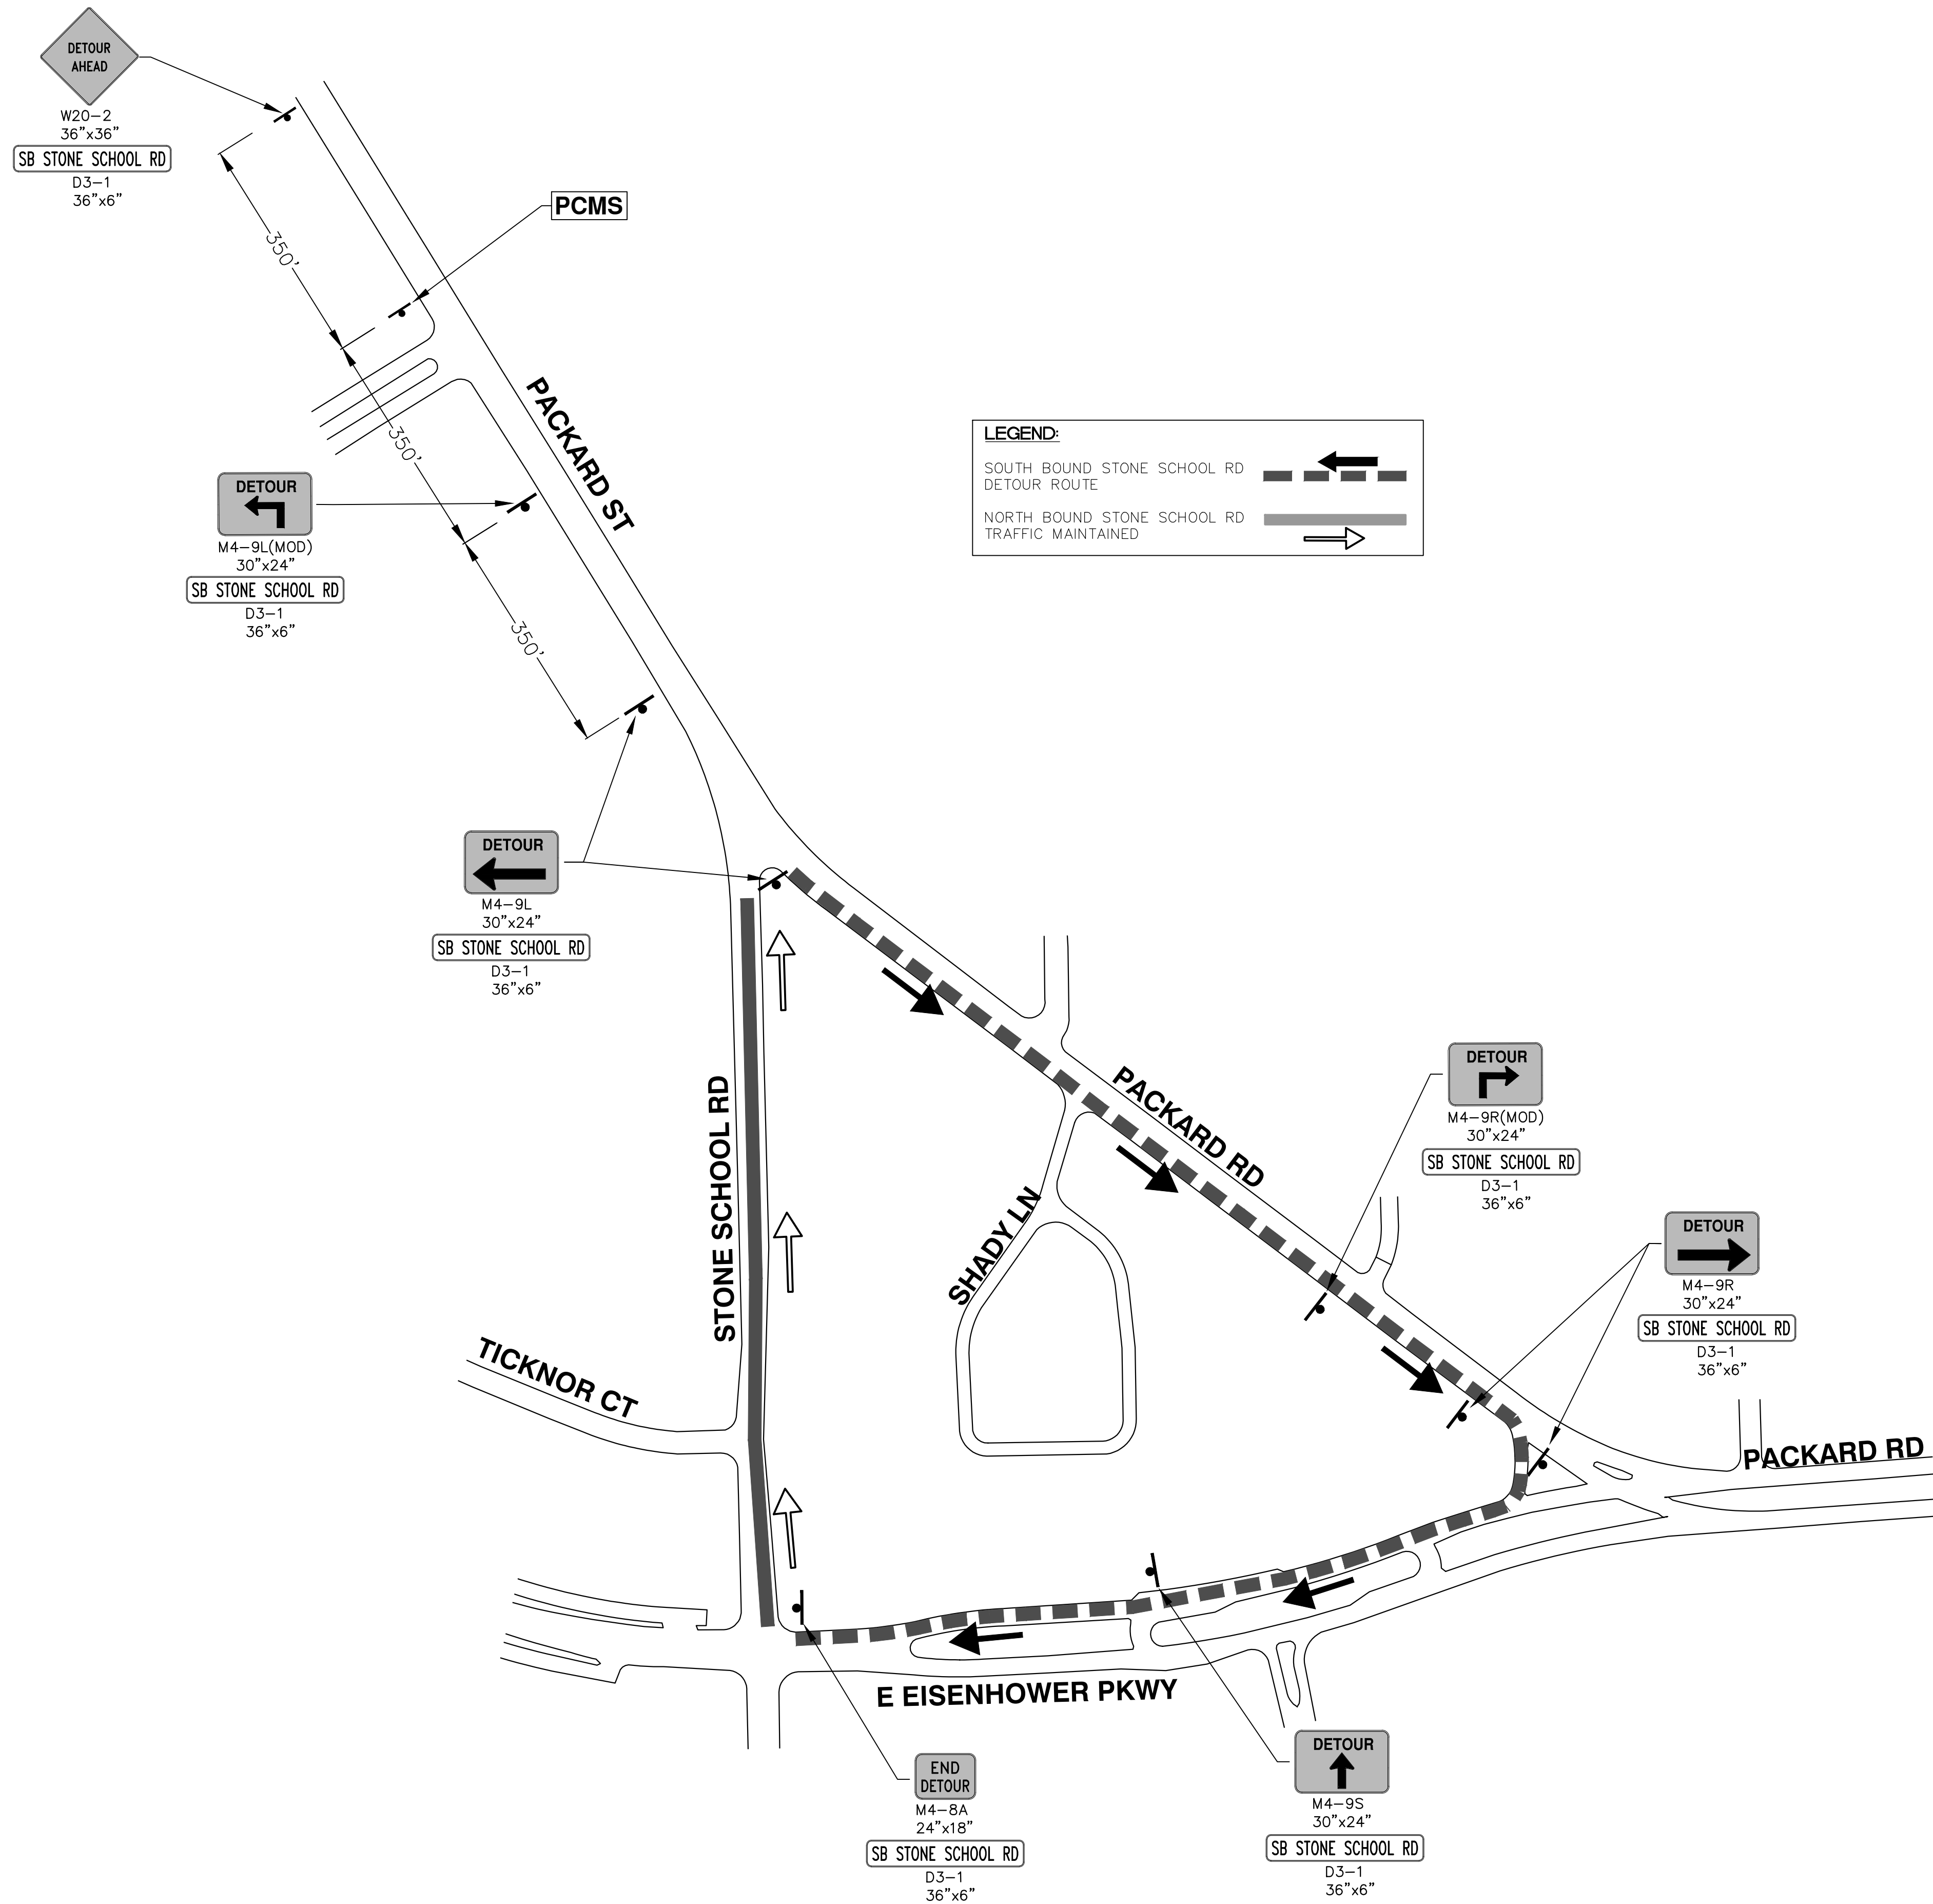 DETOUR
AHEAD
W20-2
36"x36"
SB STONE SCHOOL RD
D3-1
36"x6"
350'
PCMS
350'
PACKARD ST
DETOUR
M4-9L(MOD)
30"x24"
SB STONE SCHOOL RD
D3-1
36"x6"
350'
LEGEND:
SOUTH BOUND STONE SCHOOL RD
DETOUR ROUTE
NORTH BOUND STONE SCHOOL RD
TRAFFIC MAINTAINED
DETOUR
M4-9L
30"x24"
SB STONE SCHOOL RD
D3-1
36"x6"
STONE SCHOOL RD
PACKARD RD
SHADY LN
DETOUR
M4-9R(MOD)
30"x24"
SB STONE SCHOOL RD
D3-1
36"x6"
DETOUR
M4-9R
30"x24"
SB STONE SCHOOL RD
D3-1
36"x6"
TICKNOR CT
PACKARD RD
E EISENHOWER PKWY
END
DETOUR
M4-8A
24"x18"
SB STONE SCHOOL RD
D3-1
36"x6"
DETOUR
M4-9S
30"x24"
SB STONE SCHOOL RD
D3-1
36"x6"